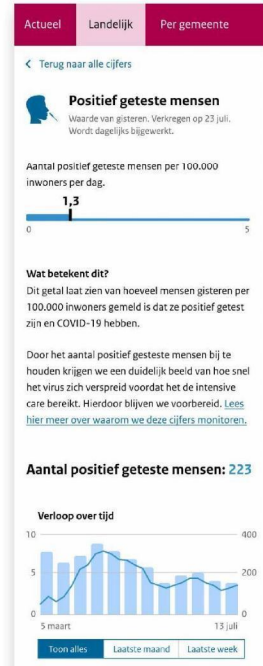 Actueel Landelijk Per gemeente
Terug naar alle cijfers
Positief geteste mensen
Waarde van gisteren. Verkregen op 23 juli.
Wordt dagelijks bijgewerkt.
Aantal positief geteste mensen per 100.000
inwoners per dag.
1,3
0 5
Wat betekent dit?
Dit getal laat zien van hoeveel mensen gisteren per
100.000 inwoners gemeld is dat ze positief getest
zijn en COVID-19 hebben.
Door het aantal positief gesteste mensen bij te
houden krijgen we een duidelijk beeld van hoe snel
het virus zich verspreid voordat het de intensive
care bereikt. Hierdoor blijven we voorbereid. Lees
hier meer over waarom we deze cijfers monitoren.
Aantal positief geteste mensen: 223
Verloop over tijd
10 400
5 200
0 0
5 maart 13 juli
Toon alles Laatste maand Laatste week